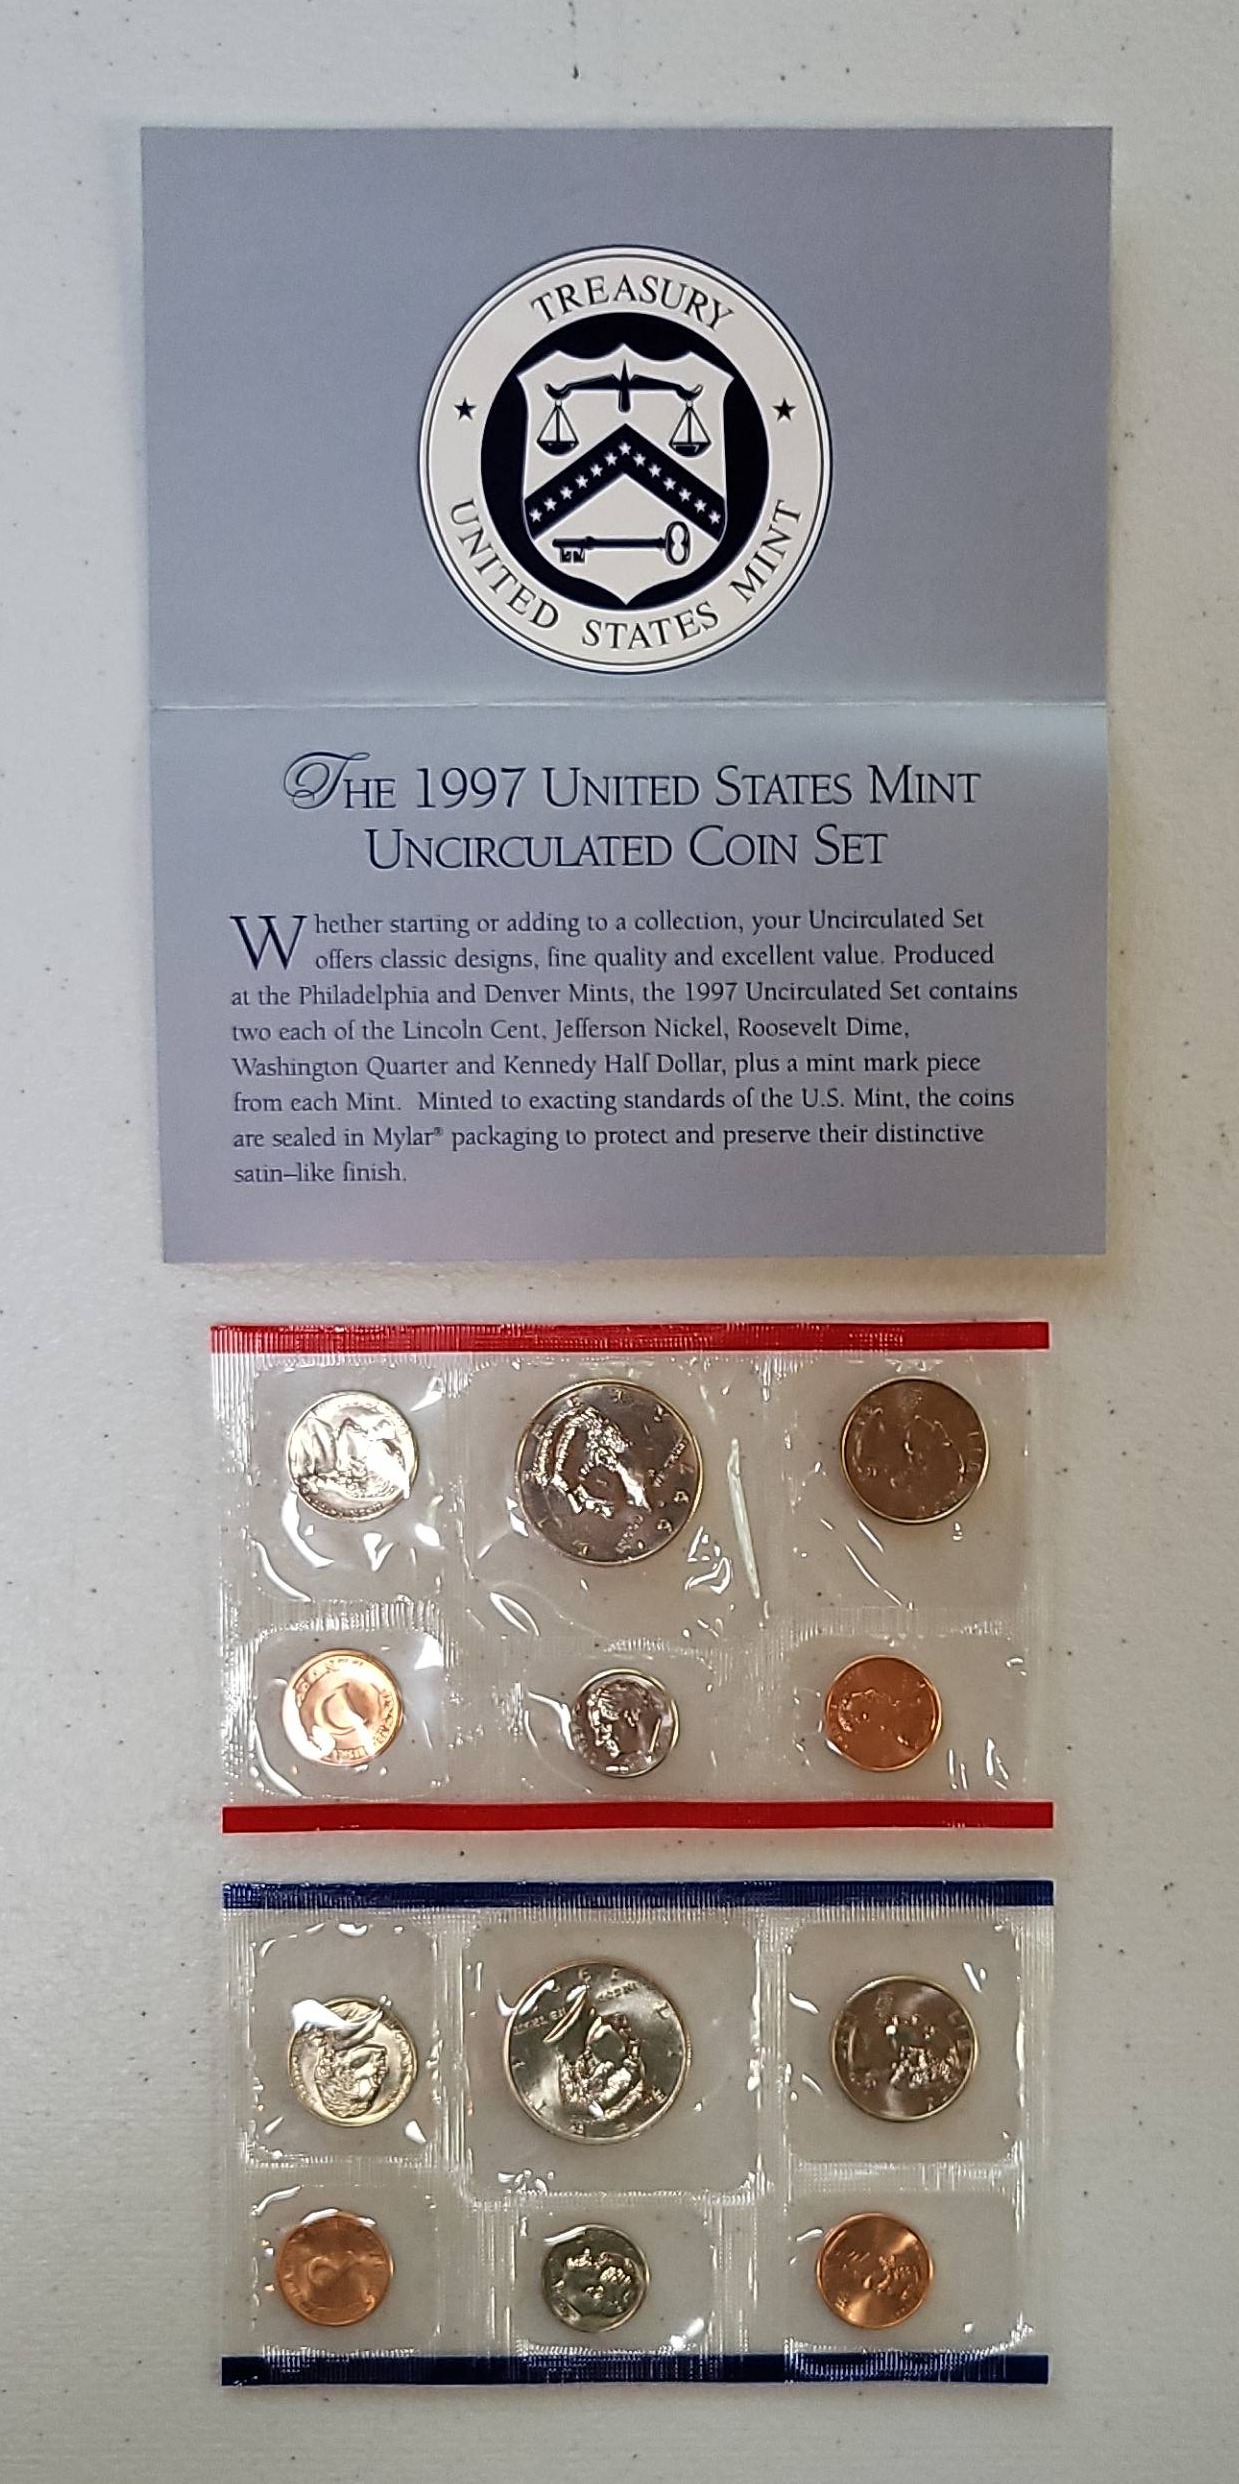 TREASURY
UNITED STATES MINT
THE 1997 UNITED STATES MINT
UNCIRCULATED COIN SET
Whether starting or adding to a collection, your Uncirculated Set
offers classic designs, fine quality and excellent value. Produced
at the Philadelphia and Denver Mints, the 1997 Uncirculated Set contains
two each of the Lincoln Cent, Jefferson Nickel, Roosevelt Dime,
Washington Quarter and Kennedy Half Dollar, plus a mint mark piece
from each Mint. Minted to exacting standards of the U.S. Mint, the coins
are sealed in Mylar® packaging to protect and preserve their distinctive
satin–like finish.